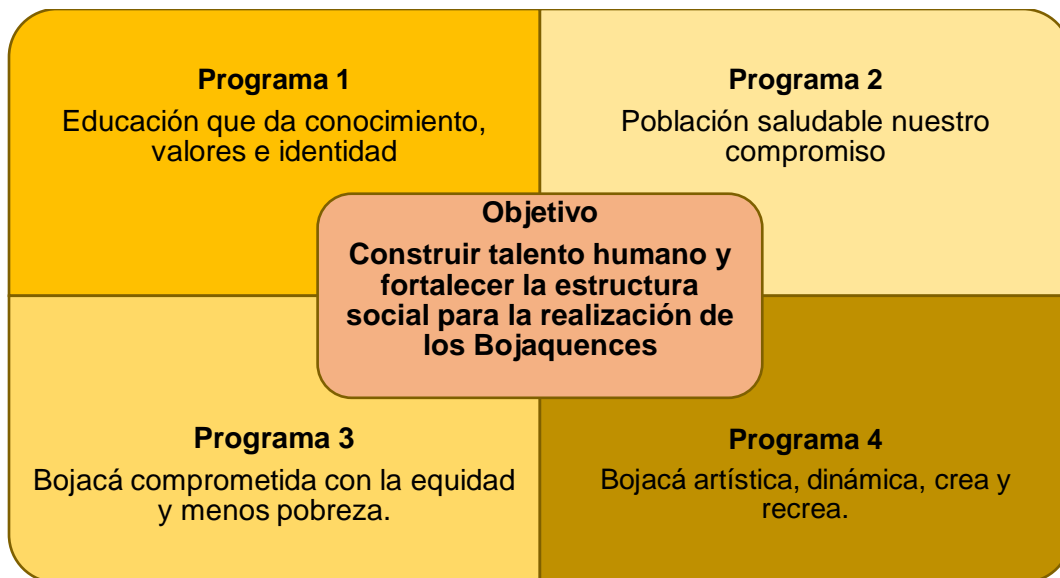 Programa 1
Educación que da conocimiento,
valores e identidad
Programa 2
Población saludable nuestro
compromiso
Objetivo
Construir talento humano y
fortalecer la estructura
social para la realización de
los Bojaquences
Programa 3
Bojacá comprometida con la equidad
y menos pobreza.
Programa 4
Bojacá artística, dinámica, crea y
recrea.